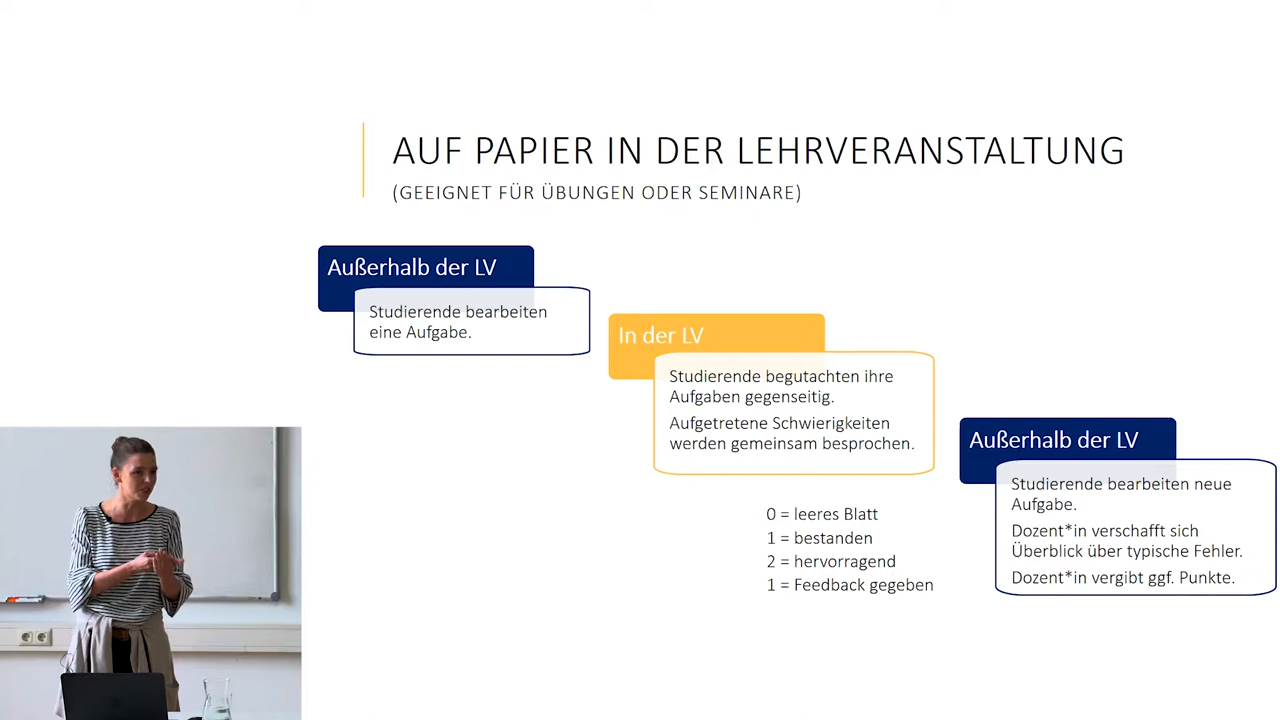 AUF PAPIER IN DER LEHRVERANSTALTUNG
(GEEIGNET FÜR ÜBUNGEN ODER SEMINARE)
Außerhalb der LV
Studierende bearbeiten
eine Aufgabe.
In der LV
Studierende begutachten ihre
Aufgaben gegenseitig.
Aufgetretene Schwierigkeiten
werden gemeinsam besprochen.
0 = leeres Blatt
1 = bestanden
2 = hervorragend
1 = Feedback gegeben
Außerhalb der LV
Studierende bearbeiten neue
Aufgabe.
Dozent*in verschafft sich
Überblick über typische Fehler.
Dozent*in vergibt ggf. Punkte.